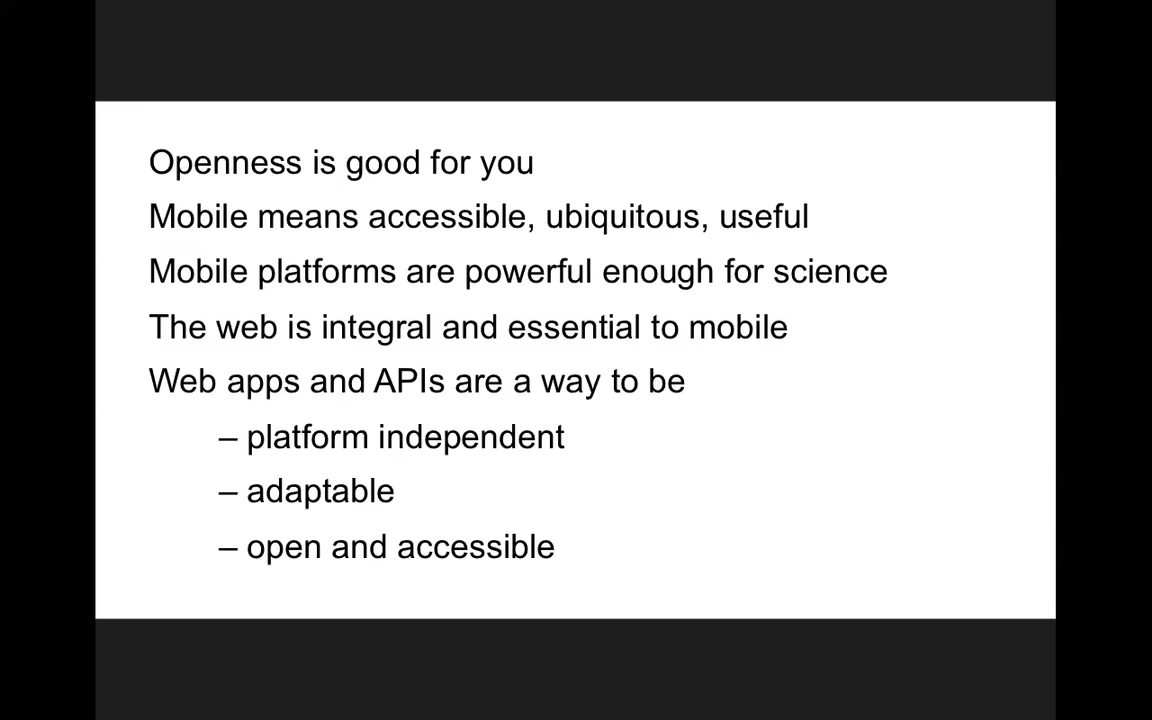 Openness is good for you
Mobile means accessible, ubiquitous, useful
Mobile platforms are powerful enough for science
The web is integral and essential to mobile
Web apps and APIs are a way to be
– platform independent
– adaptable
– open and accessible